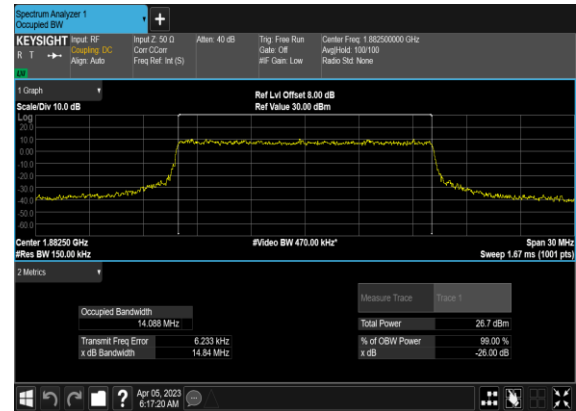 Spectrum Analyzer 1
Occupied BW
+
KEYSIGHT Input: RF Input Z: 50 Ω Atten: 40 dB Trig: Free Run Center Freq: 1.882500000 GHz
R T Coupling: DC Corr CCorr Gate: Off Avg|Hold: 100/100
Align: Auto Freq Ref: Int (S) #IF Gain: Low Radio Std: None
1 Graph
Ref Lvl Offset 8.00 dB
Scale/Div 10.0 dB Ref Value 30.00 dBm
Log
20.0
10.0
0.00
-10.0
-20.0
-30.0
-40.0
-50.0
-60.0
Center 1.88250 GHz #Video BW 470.00 kHz* Span 30 MHz
#Res BW 150.00 kHz Sweep 1.67 ms (1001 pts)
2 Metrics
Measure Trace Trace 1
Occupied Bandwidth
14.088 MHz Total Power 26.7 dBm
Transmit Freq Error 6.233 kHz % of OBW Power 99.00 %
x dB Bandwidth 14.84 MHz x dB -26.00 dB
? Apr 05, 2023
6:17:20 AM